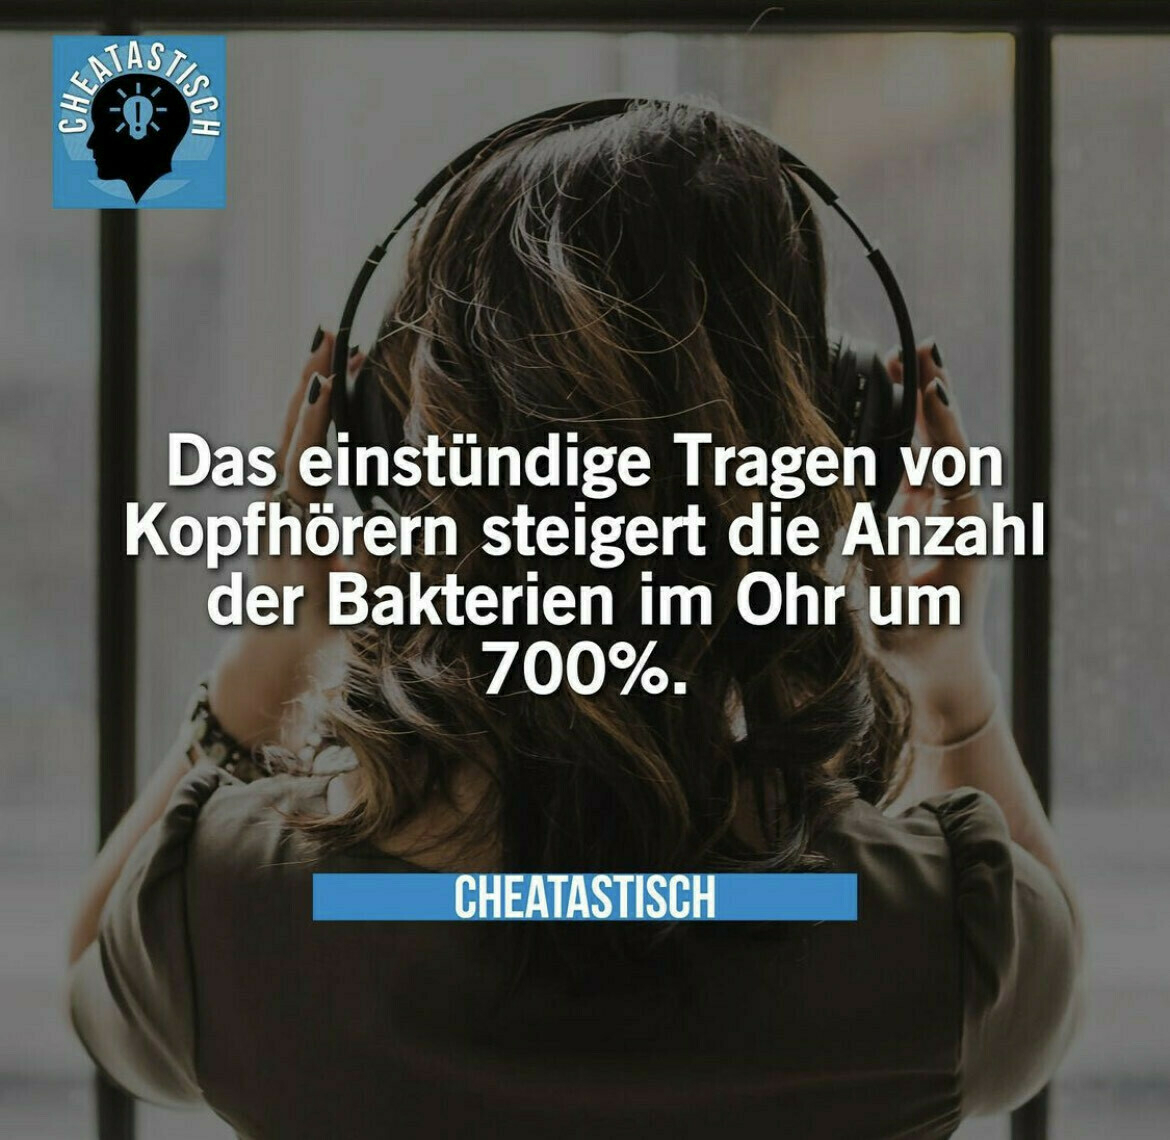 CHEATASTISCH
Das einstündige Tragen von
Kopfhörern steigert die Anzahl
der Bakterien im Ohr um
700%.
CHEATASTISCH